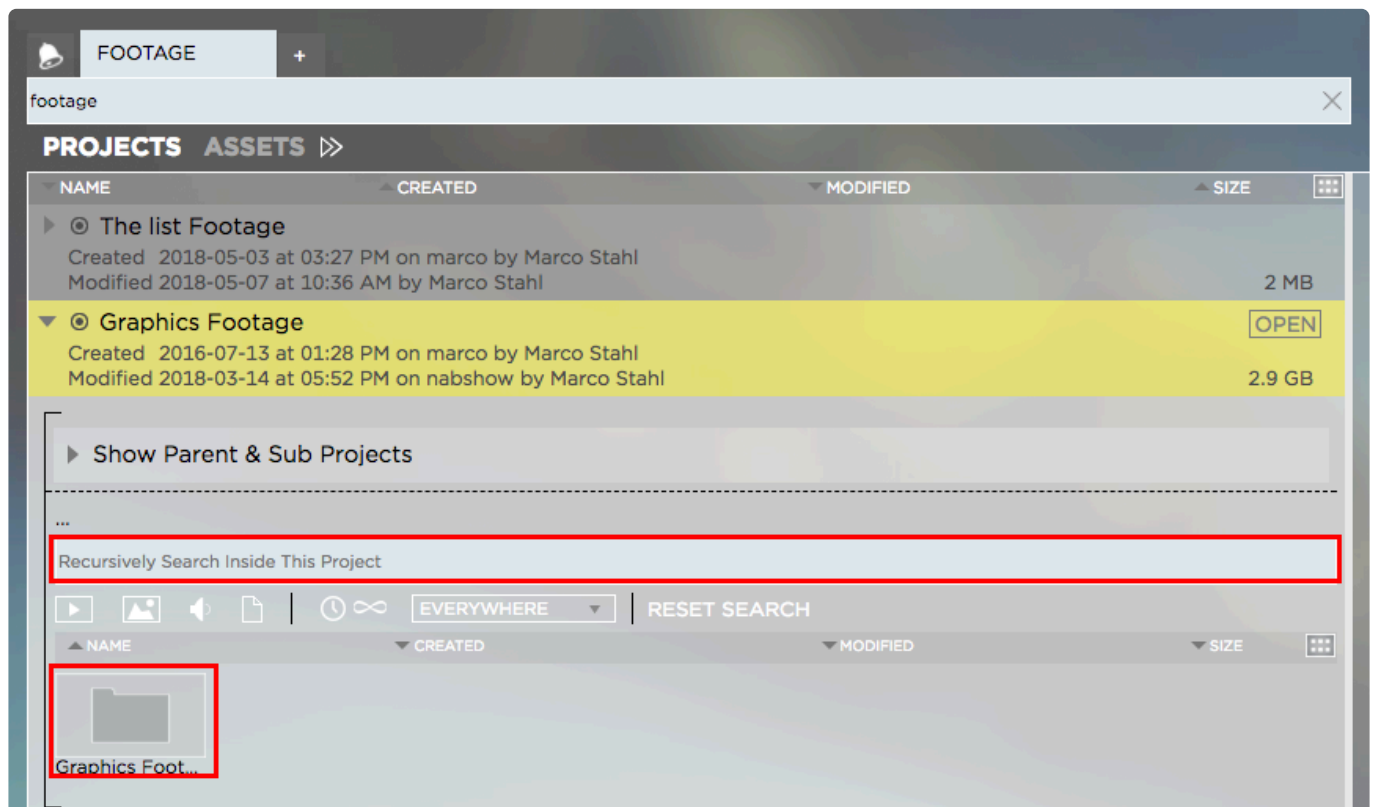 FOOTAGE +
footage
PROJECTS ASSETS
NAME CREATED MODIFIED SIZE
The list Footage
Created 2018-05-03 at 03:27 PM on marco by Marco Stahl
Modified 2018-05-07 at 10:36 AM by Marco Stahl 2 MB
Graphics Footage OPEN
Created 2016-07-13 at 01:28 PM on marco by Marco Stahl
Modified 2018-03-14 at 05:52 PM on nabshow by Marco Stahl 2.9 GB
Show Parent & Sub Projects
...
Recursively Search Inside This Project
EVERYWHERE RESET SEARCH
NAME CREATED MODIFIED SIZE
Graphics Foot...